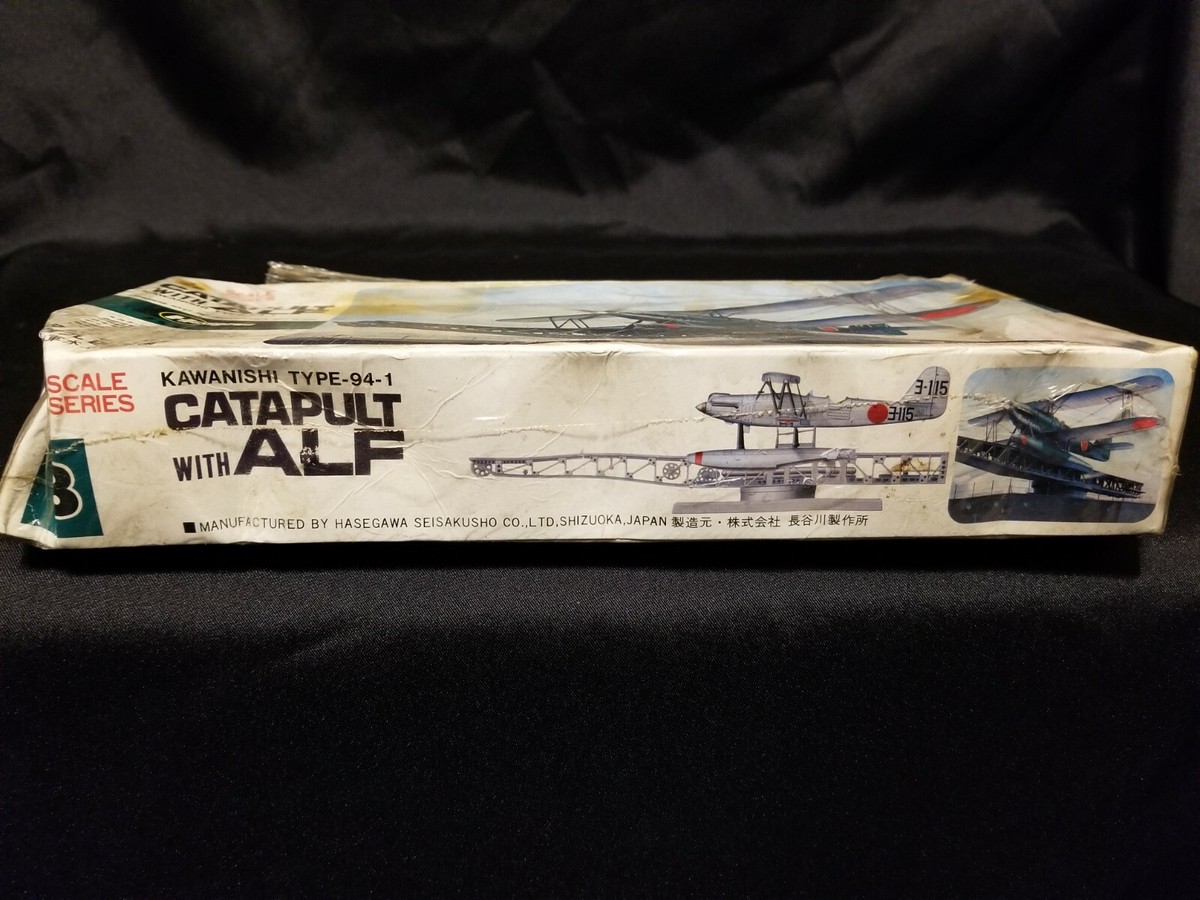 SCALE
SERIES
8
KAWANISHI TYPE-94-1
CATAPULT
WITH ALF
3-115
3-115
■MANUFACTURED BY HASEGAWA SEISAKUSHO CO.,LTD,SHIZUOKA,JAPAN 製造元・株式会社 長谷川製作所